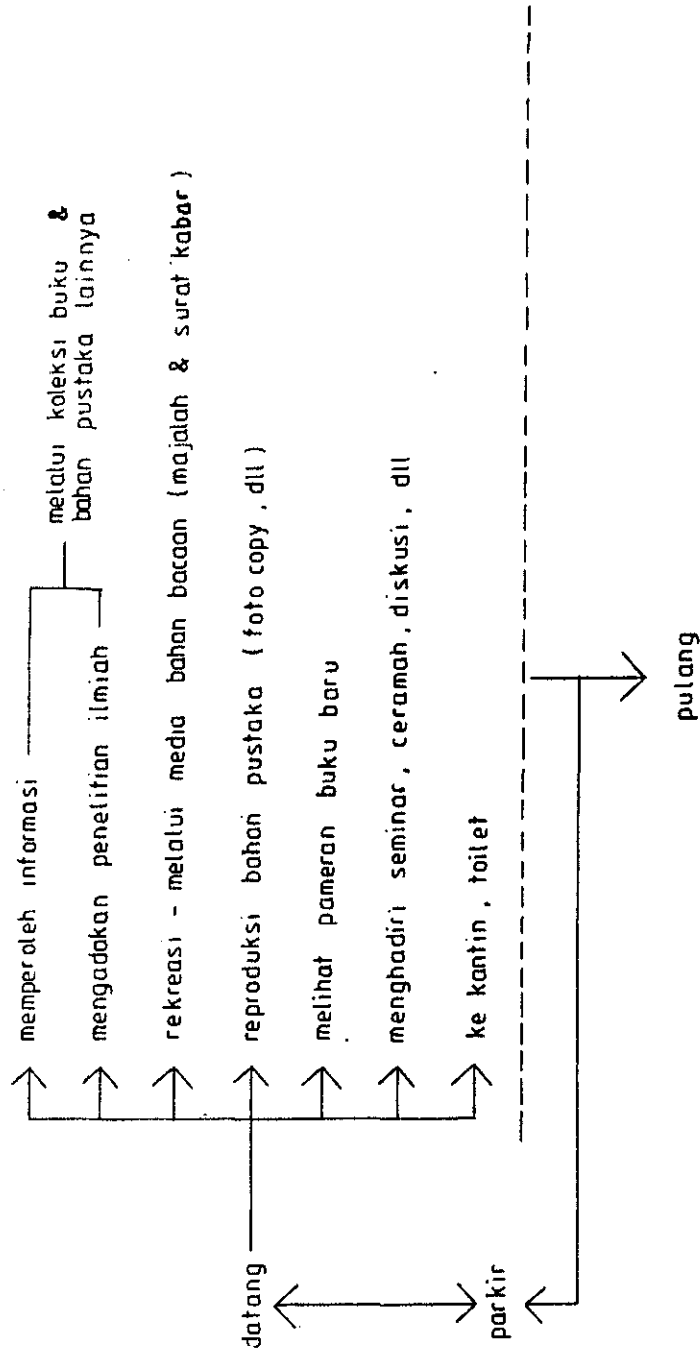 memperoleh informasi
mengadakan penelitian ilmiah
melalui koleksi buku &
bahan pustaka lainnya
rekreasi - melalui media bahan bacaan (majalah & surat kabar)
reproduksi bahan pustaka (foto copy, dll)
melihat pameran buku baru
menghadiri seminar, ceramah, diskusi, dll
ke kantin, toilet
datang
parkir
pulang